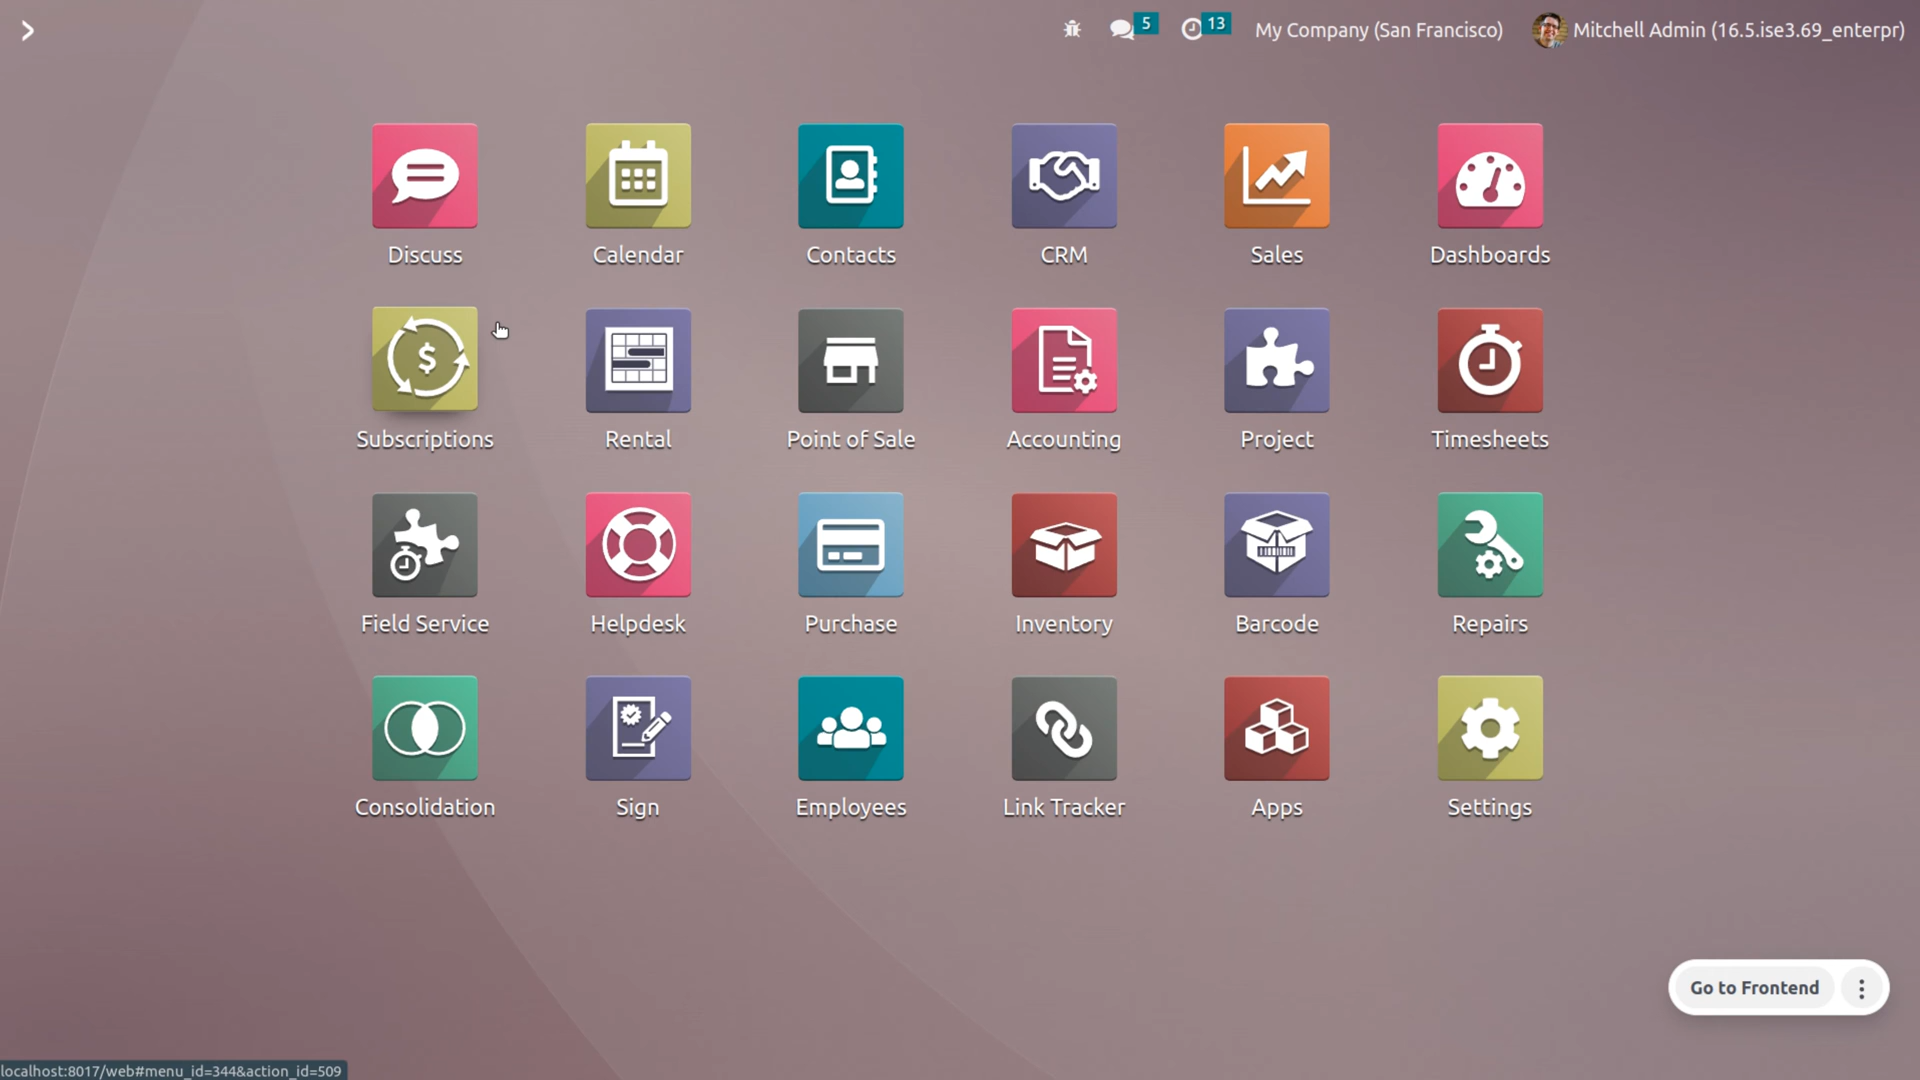 5
13
My Company (San Francisco)
Mitchell Admin (16.5.ise3.69_enterpr)
Discuss
Calendar
Contacts
CRM
Sales
Dashboards
$
Subscriptions
Rental
Point of Sale
Accounting
Project
Timesheets
Field Service
Helpdesk
Purchase
Inventory
Barcode
Repairs
Consolidation
Sign
Employees
Link Tracker
Apps
Settings
Go to Frontend
localhost:8017/web#menu_id=344&action_id=509